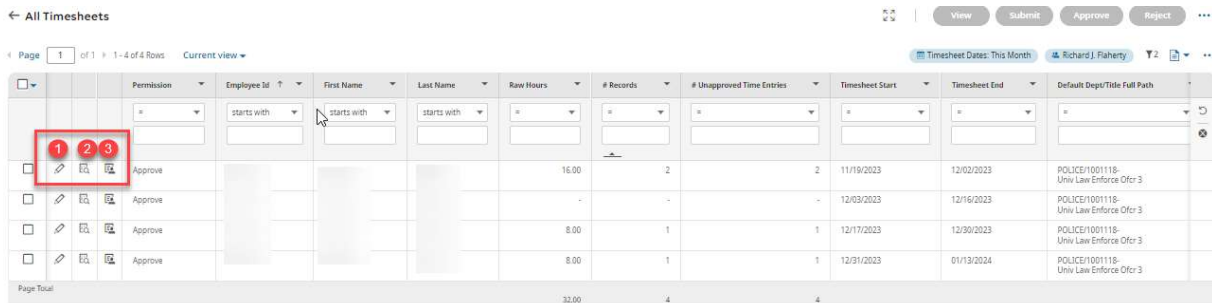 ← All Timesheets
View Submit Approve Reject
Page 1 of 1 1 - 4 of 4 Rows Current view
Timesheet Dates: This Month Richard J. Flaherty 2
Permission Employee Id ↑ First Name Last Name Raw Hours # Records # Unapproved Time Entries Timesheet Start Timesheet End Default Dept/Title Full Path
= starts with starts with starts with = = = = = =
1 2 3
Approve 16.00 2 2 11/19/2023 12/02/2023 POLICE/1001118-
Univ Law Enforce Ofcr 3
Approve - - - 12/03/2023 12/16/2023 POLICE/1001118-
Univ Law Enforce Ofcr 3
Approve 8.00 1 1 12/17/2023 12/30/2023 POLICE/1001118-
Univ Law Enforce Ofcr 3
Approve 8.00 1 1 12/31/2023 01/13/2024 POLICE/1001118-
Univ Law Enforce Ofcr 3
Page Total
32.00 4 4